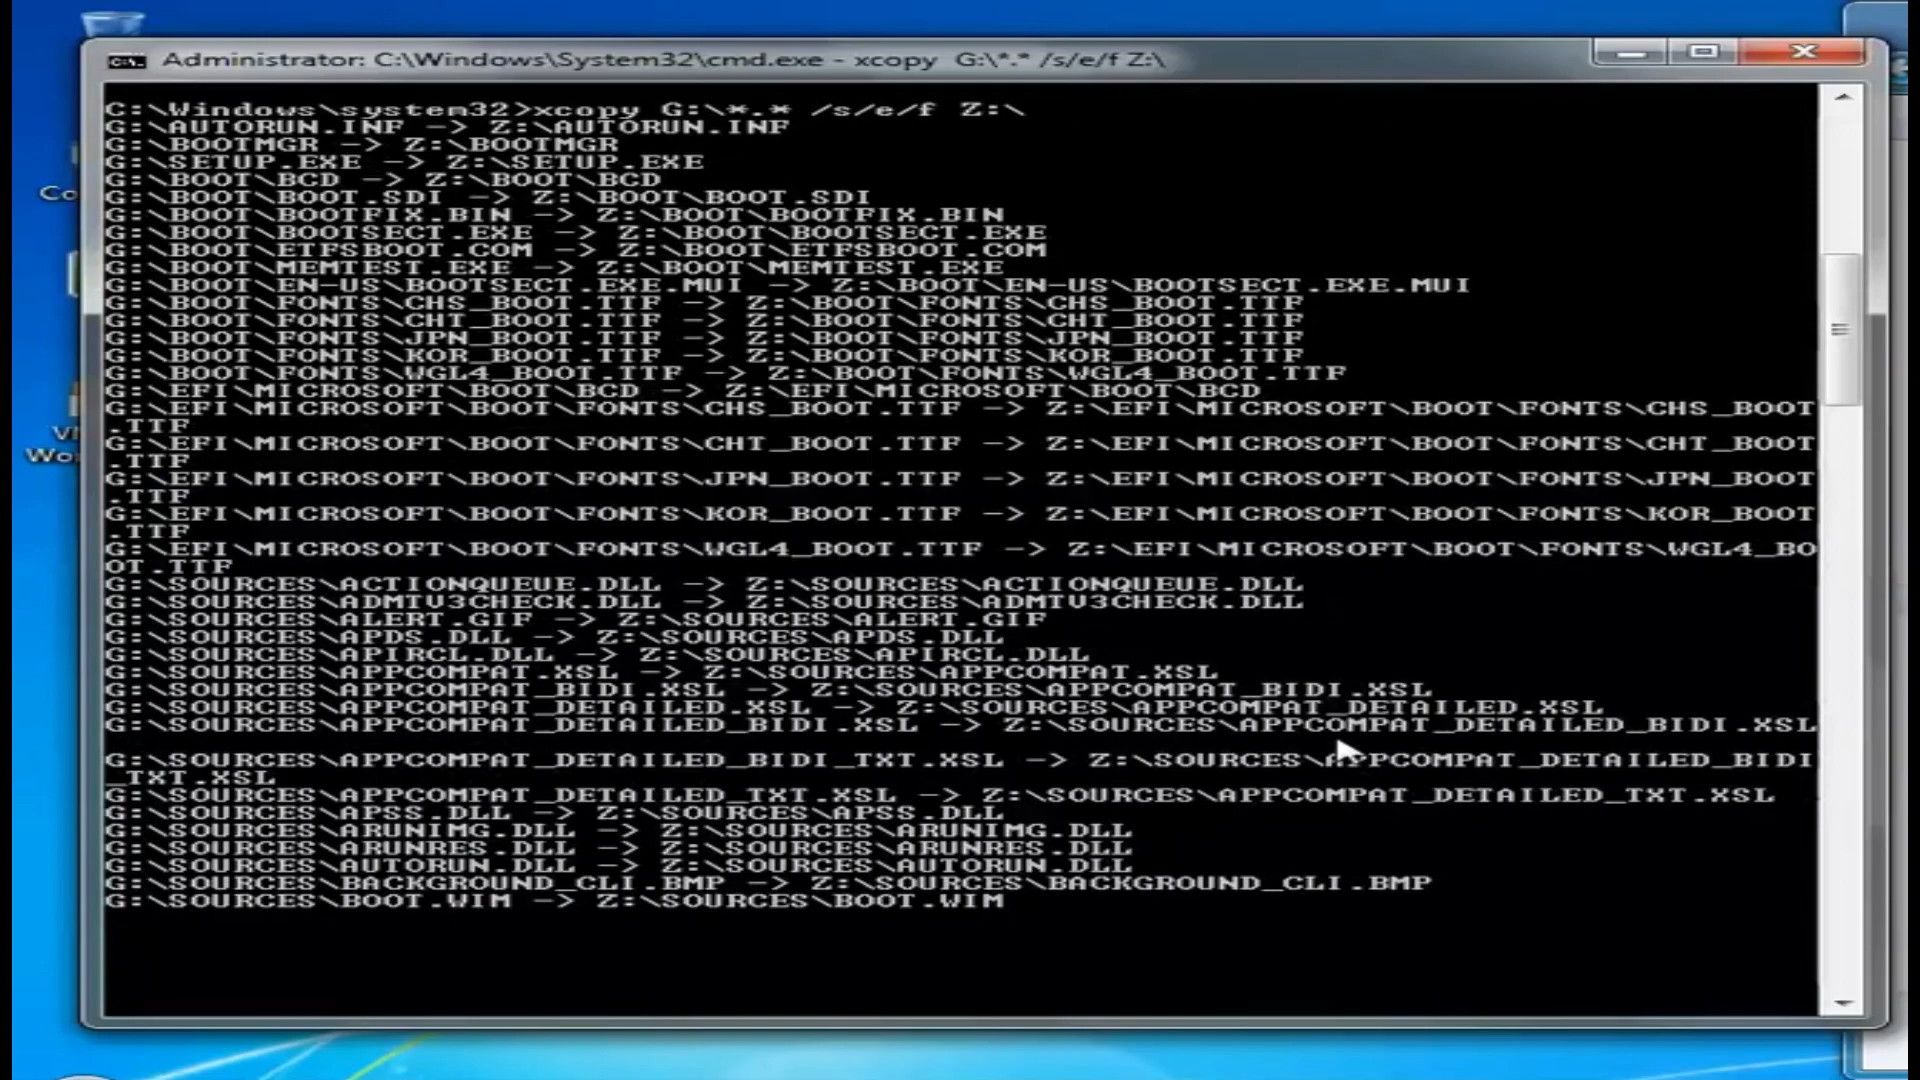 Administrator: C:\Windows\System32\cmd.exe - xcopy  G:\*.* /s/e/f Z:\
C:\Windows\system32>xcopy G:\*.* /s/e/f Z:\
G:\AUTORUN.INF -> Z:\AUTORUN.INF
G:\BOOTMGR -> Z:\BOOTMGR
G:\SETUP.EXE -> Z:\SETUP.EXE
G:\BOOT\BCD -> Z:\BOOT\BCD
G:\BOOT\BOOT.SDI -> Z:\BOOT\BOOT.SDI
G:\BOOT\BOOTFIX.BIN -> Z:\BOOT\BOOTFIX.BIN
G:\BOOT\BOOTSECT.EXE -> Z:\BOOT\BOOTSECT.EXE
G:\BOOT\ETFSBOOT.COM -> Z:\BOOT\ETFSBOOT.COM
G:\BOOT\MEMTEST.EXE -> Z:\BOOT\MEMTEST.EXE
G:\BOOT\EN-US\BOOTSECT.EXE.MUI -> Z:\BOOT\EN-US\BOOTSECT.EXE.MUI
G:\BOOT\FONTS\CHS_BOOT.TTF -> Z:\BOOT\FONTS\CHS_BOOT.TTF
G:\BOOT\FONTS\CHT_BOOT.TTF -> Z:\BOOT\FONTS\CHT_BOOT.TTF
G:\BOOT\FONTS\JPN_BOOT.TTF -> Z:\BOOT\FONTS\JPN_BOOT.TTF
G:\BOOT\FONTS\KOR_BOOT.TTF -> Z:\BOOT\FONTS\KOR_BOOT.TTF
G:\BOOT\FONTS\WGL4_BOOT.TTF -> Z:\BOOT\FONTS\WGL4_BOOT.TTF
G:\EFI\MICROSOFT\BOOT\BCD -> Z:\EFI\MICROSOFT\BOOT\BCD
G:\EFI\MICROSOFT\BOOT\FONTS\CHS_BOOT.TTF -> Z:\EFI\MICROSOFT\BOOT\FONTS\CHS_BOOT
.TTF
G:\EFI\MICROSOFT\BOOT\FONTS\CHT_BOOT.TTF -> Z:\EFI\MICROSOFT\BOOT\FONTS\CHT_BOOT
.TTF
G:\EFI\MICROSOFT\BOOT\FONTS\JPN_BOOT.TTF -> Z:\EFI\MICROSOFT\BOOT\FONTS\JPN_BOOT
.TTF
G:\EFI\MICROSOFT\BOOT\FONTS\KOR_BOOT.TTF -> Z:\EFI\MICROSOFT\BOOT\FONTS\KOR_BOOT
.TTF
G:\EFI\MICROSOFT\BOOT\FONTS\WGL4_BOOT.TTF -> Z:\EFI\MICROSOFT\BOOT\FONTS\WGL4_BO
OT.TTF
G:\SOURCES\ACTIONQUEUE.DLL -> Z:\SOURCES\ACTIONQUEUE.DLL
G:\SOURCES\ADMTV3CHECK.DLL -> Z:\SOURCES\ADMTV3CHECK.DLL
G:\SOURCES\ALERT.GIF -> Z:\SOURCES\ALERT.GIF
G:\SOURCES\APDS.DLL -> Z:\SOURCES\APDS.DLL
G:\SOURCES\APIRCL.DLL -> Z:\SOURCES\APIRCL.DLL
G:\SOURCES\APPCOMPAT.XSL -> Z:\SOURCES\APPCOMPAT.XSL
G:\SOURCES\APPCOMPAT_BIDI.XSL -> Z:\SOURCES\APPCOMPAT_BIDI.XSL
G:\SOURCES\APPCOMPAT_DETAILED.XSL -> Z:\SOURCES\APPCOMPAT_DETAILED.XSL
G:\SOURCES\APPCOMPAT_DETAILED_BIDI.XSL -> Z:\SOURCES\APPCOMPAT_DETAILED_BIDI.XSL
G:\SOURCES\APPCOMPAT_DETAILED_BIDI_TXT.XSL -> Z:\SOURCES\APPCOMPAT_DETAILED_BIDI
_TXT.XSL
G:\SOURCES\APPCOMPAT_DETAILED_TXT.XSL -> Z:\SOURCES\APPCOMPAT_DETAILED_TXT.XSL
G:\SOURCES\APSS.DLL -> Z:\SOURCES\APSS.DLL
G:\SOURCES\ARUNIMG.DLL -> Z:\SOURCES\ARUNIMG.DLL
G:\SOURCES\ARUNRES.DLL -> Z:\SOURCES\ARUNRES.DLL
G:\SOURCES\AUTORUN.DLL -> Z:\SOURCES\AUTORUN.DLL
G:\SOURCES\BACKGROUND_CLI.BMP -> Z:\SOURCES\BACKGROUND_CLI.BMP
G:\SOURCES\BOOT.WIM -> Z:\SOURCES\BOOT.WIM